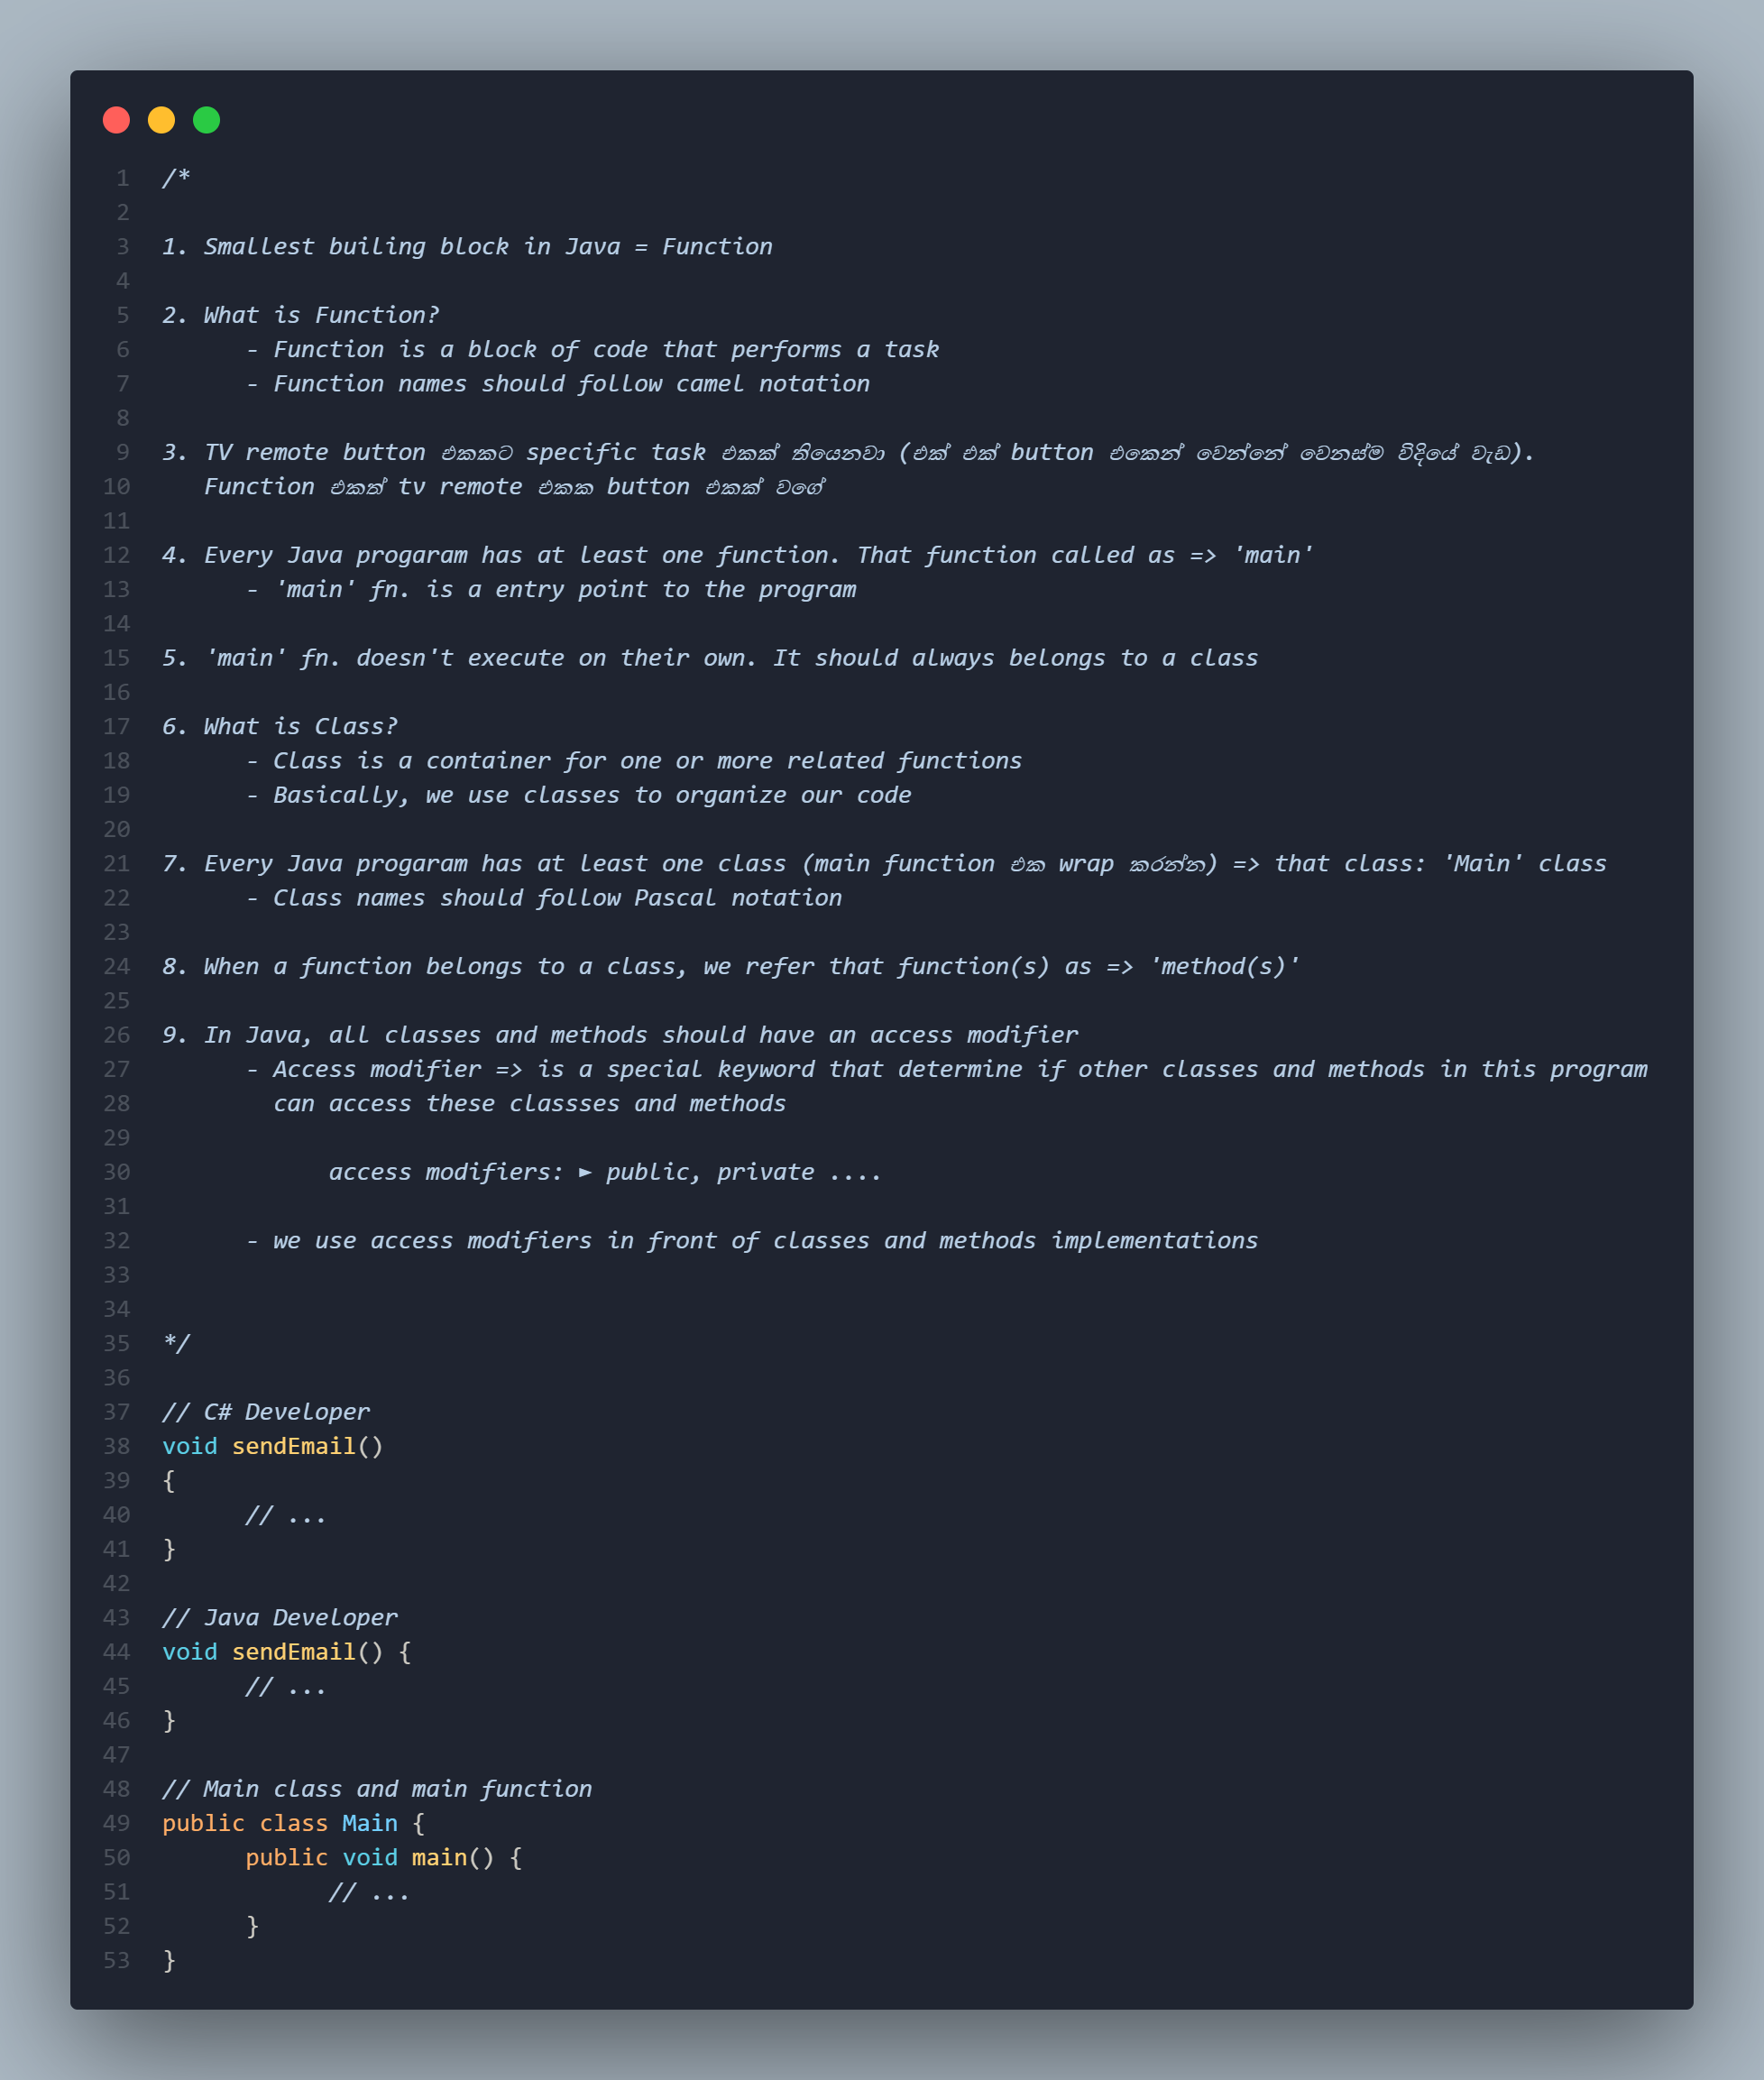 1 /*
2
3 1. Smallest builing block in Java = Function
4
5 2. What is Function?
6       - Function is a block of code that performs a task
7       - Function names should follow camel notation
8
9 3. TV remote button එකකට specific task එකක් තියෙනවා (එක් එක් button එකෙන් වෙන්නේ වෙනස්ම විදියේ වැඩ).
10    Function එකත් tv remote එකක button එකක් වගේ
11
12 4. Every Java progaram has at least one function. That function called as => 'main'
13       - 'main' fn. is a entry point to the program
14
15 5. 'main' fn. doesn't execute on their own. It should always belongs to a class
16
17 6. What is Class?
18       - Class is a container for one or more related functions
19       - Basically, we use classes to organize our code
20
21 7. Every Java progaram has at least one class (main function එක wrap කරන්න) => that class: 'Main' class
22       - Class names should follow Pascal notation
23
24 8. When a function belongs to a class, we refer that function(s) as => 'method(s)'
25
26 9. In Java, all classes and methods should have an access modifier
27       - Access modifier => is a special keyword that determine if other classes and methods in this program
28         can access these classses and methods
29
30             access modifiers: ► public, private ....
31
32       - we use access modifiers in front of classes and methods implementations
33
34
35 */
36
37 // C# Developer
38 void sendEmail()
39 {
40       // ...
41 }
42
43 // Java Developer
44 void sendEmail() {
45       // ...
46 }
47
48 // Main class and main function
49 public class Main {
50       public void main() {
51             // ...
52       }
53 }